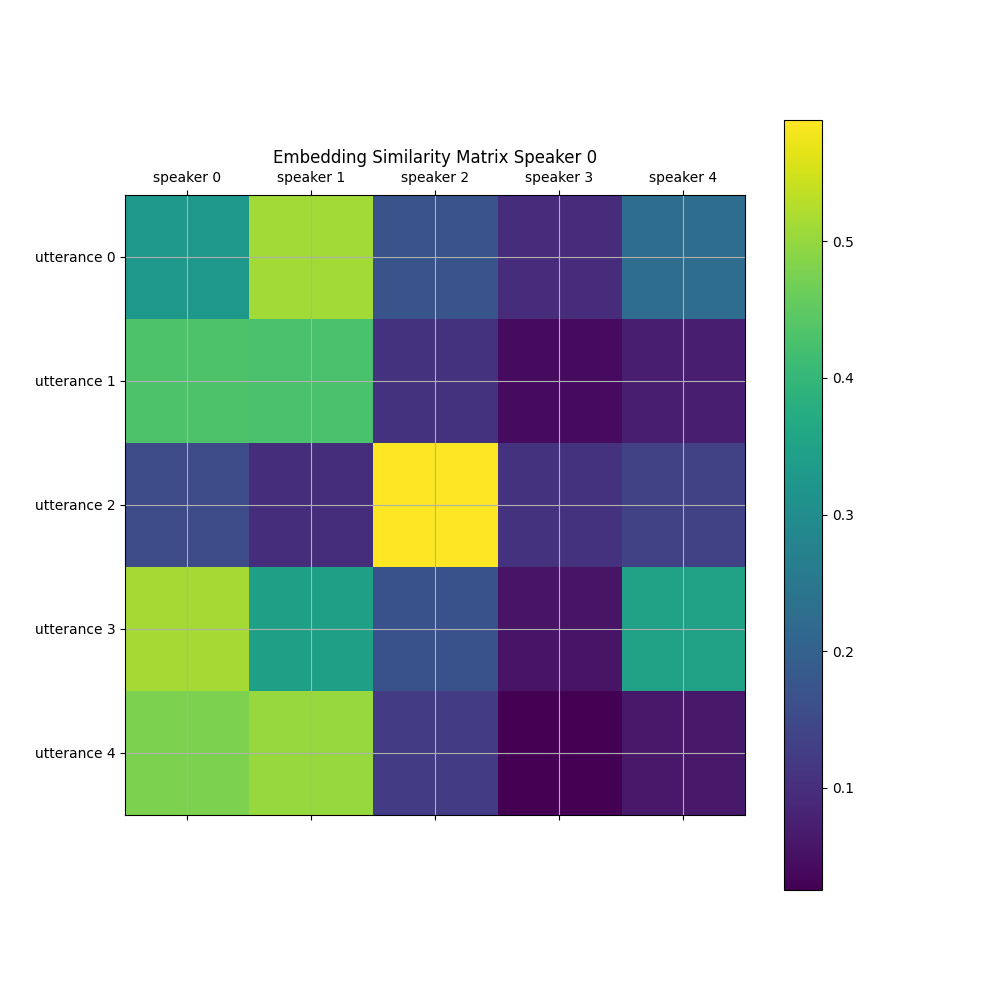 Embedding Similarity Matrix Speaker 0
speaker 0 speaker 1 speaker 2 speaker 3 speaker 4
utterance 0
utterance 1
utterance 2
utterance 3
utterance 4
0.5
0.4
0.3
0.2
0.1